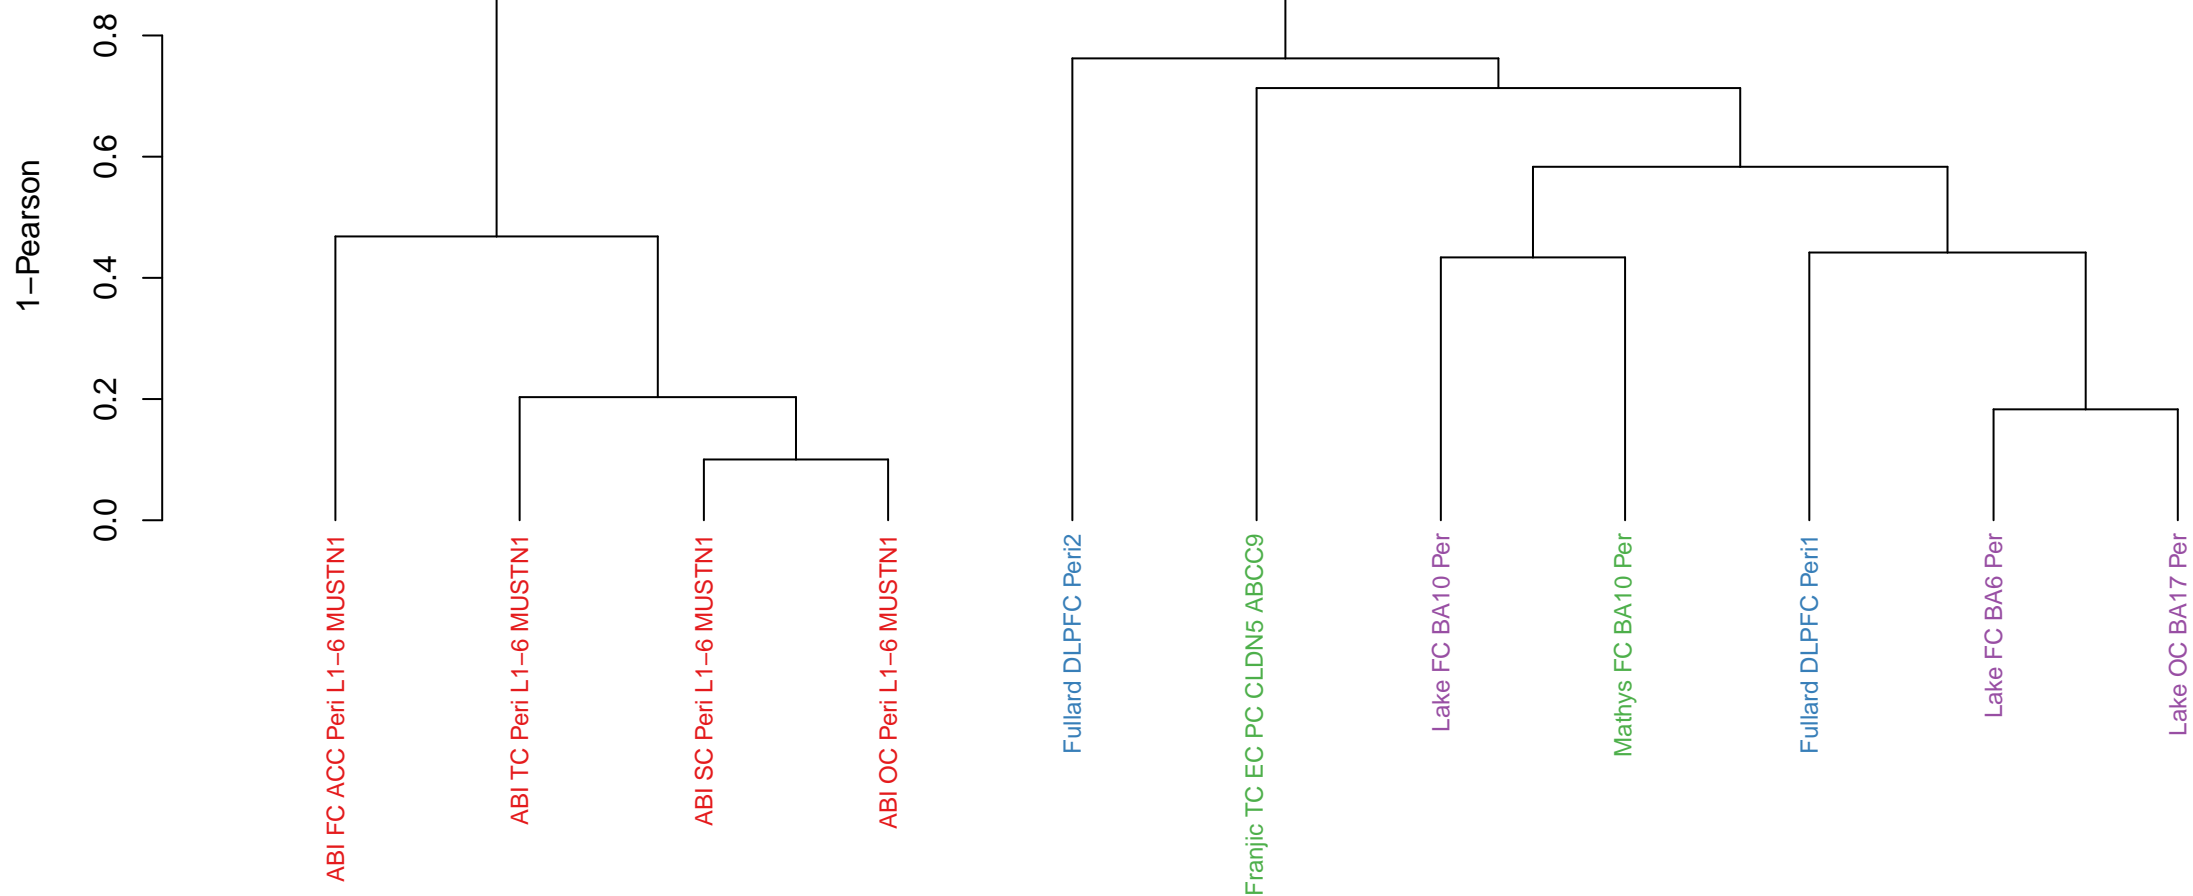 1−Pearson
0.8
0.6
0.4
0.2
0.0
ABI FC ACC Peri L1−6 MUSTN1
ABI TC Peri L1−6 MUSTN1
ABI SC Peri L1−6 MUSTN1
ABI OC Peri L1−6 MUSTN1
Fullard DLPFC Peri2
Franjic TC EC PC CLDN5 ABCC9
Lake FC BA10 Per
Mathys FC BA10 Per
Fullard DLPFC Peri1
Lake FC BA6 Per
Lake OC BA17 Per